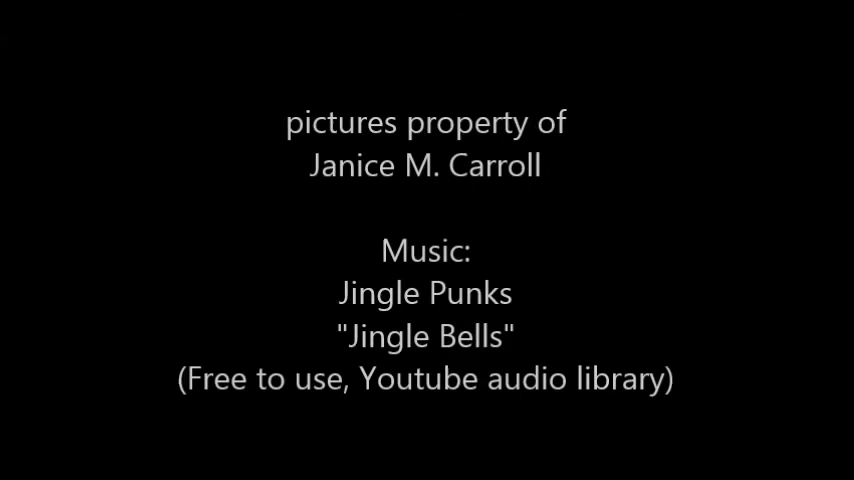 pictures property of
Janice M. Carroll
Music:
Jingle Punks
"Jingle Bells"
(Free to use, Youtube audio library)